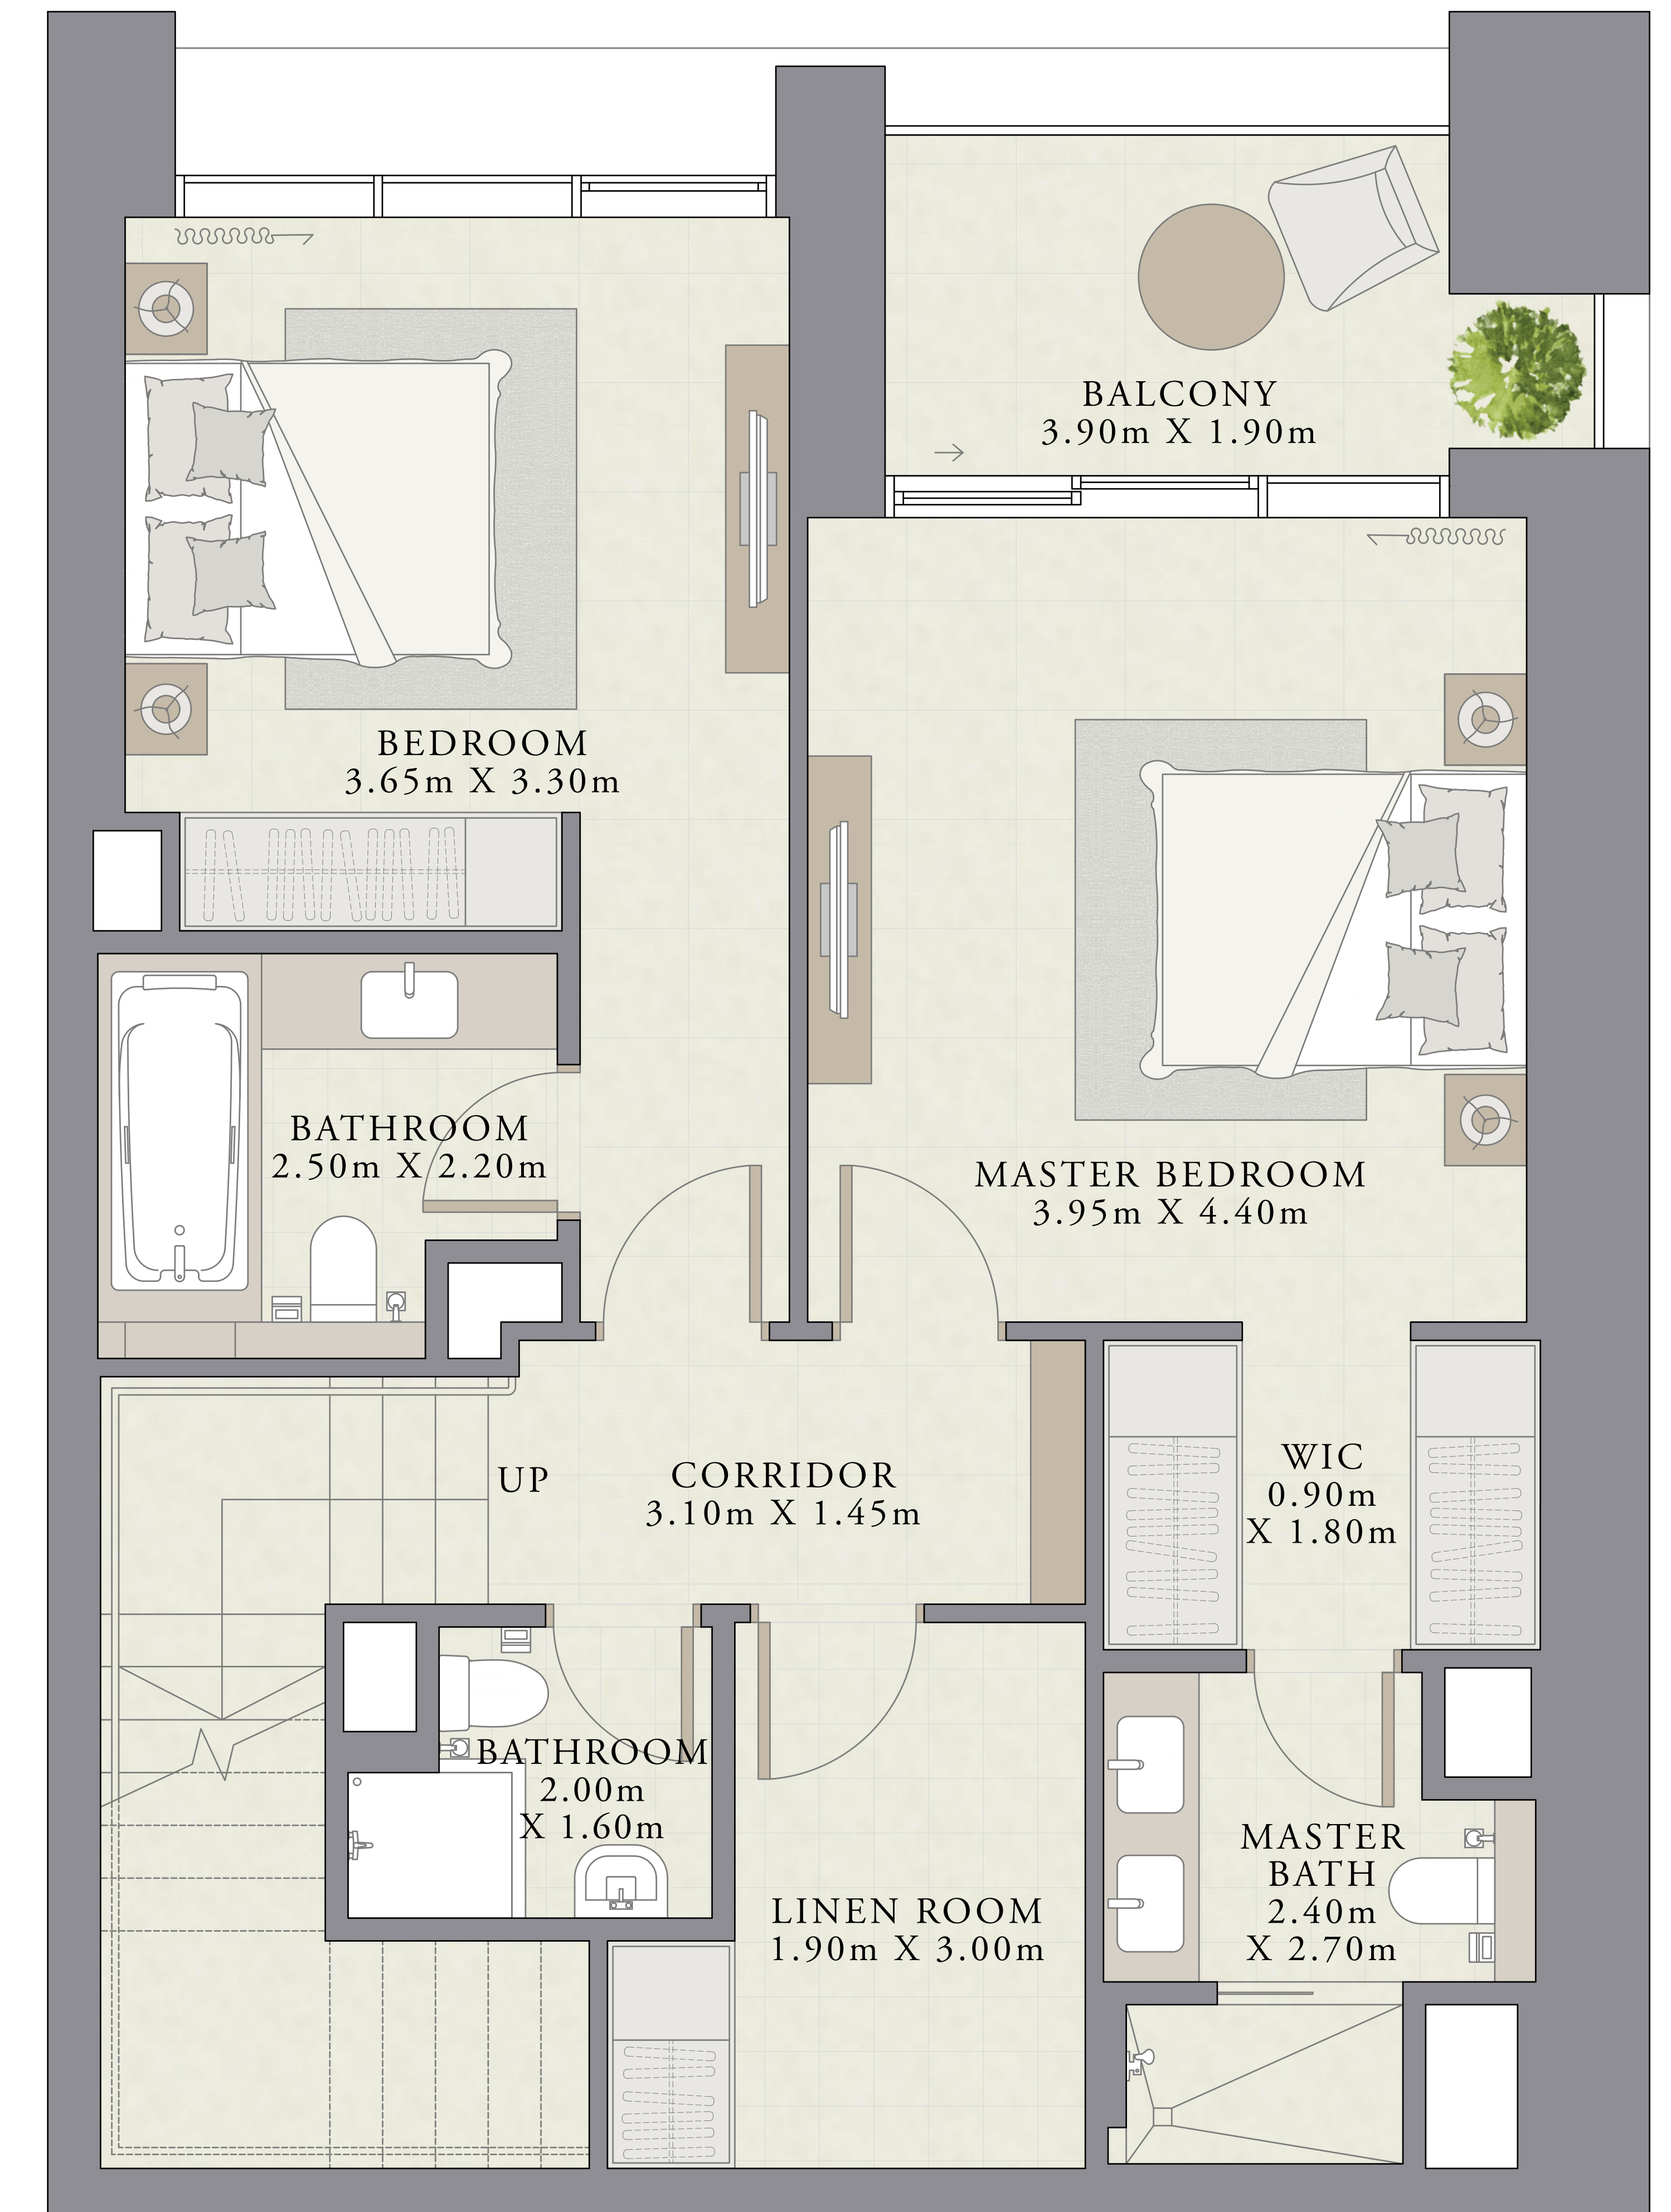 BALCONY
3.90m X 1.90m
BEDROOM
3.65m X 3.30m
BATHROOM
2.50m X 2.20m
MASTER BEDROOM
3.95m X 4.40m
UP
CORRIDOR
3.10m X 1.45m
WIC
0.90m
X 1.80m
BATHROOM
2.00m
X 1.60m
MASTER
BATH
2.40m
X 2.70m
LINEN ROOM
1.90m X 3.00m